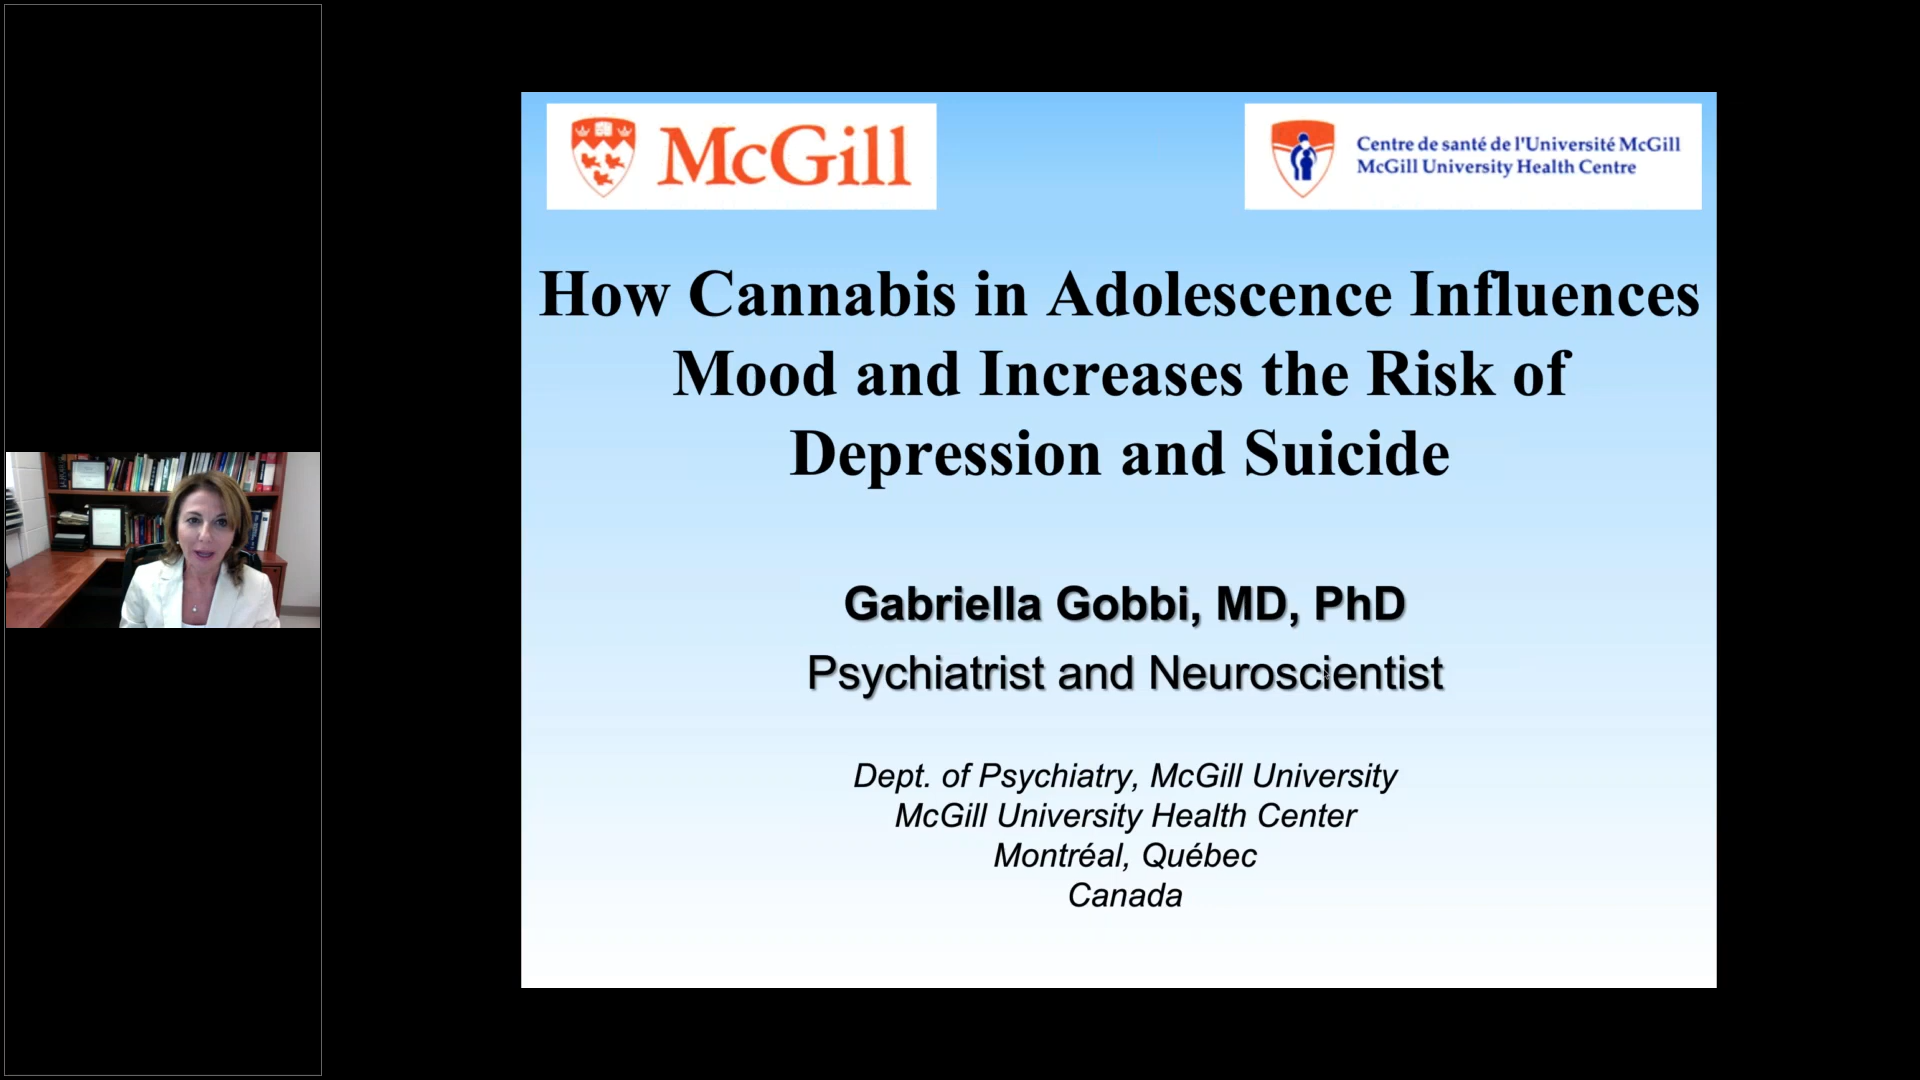 McGill
Centre de santé de l'Université McGill
McGill University Health Centre
How Cannabis in Adolescence Influences
Mood and Increases the Risk of
Depression and Suicide
Gabriella Gobbi, MD, PhD
Psychiatrist and Neuroscientist
Dept. of Psychiatry, McGill University
McGill University Health Center
Montréal, Québec
Canada